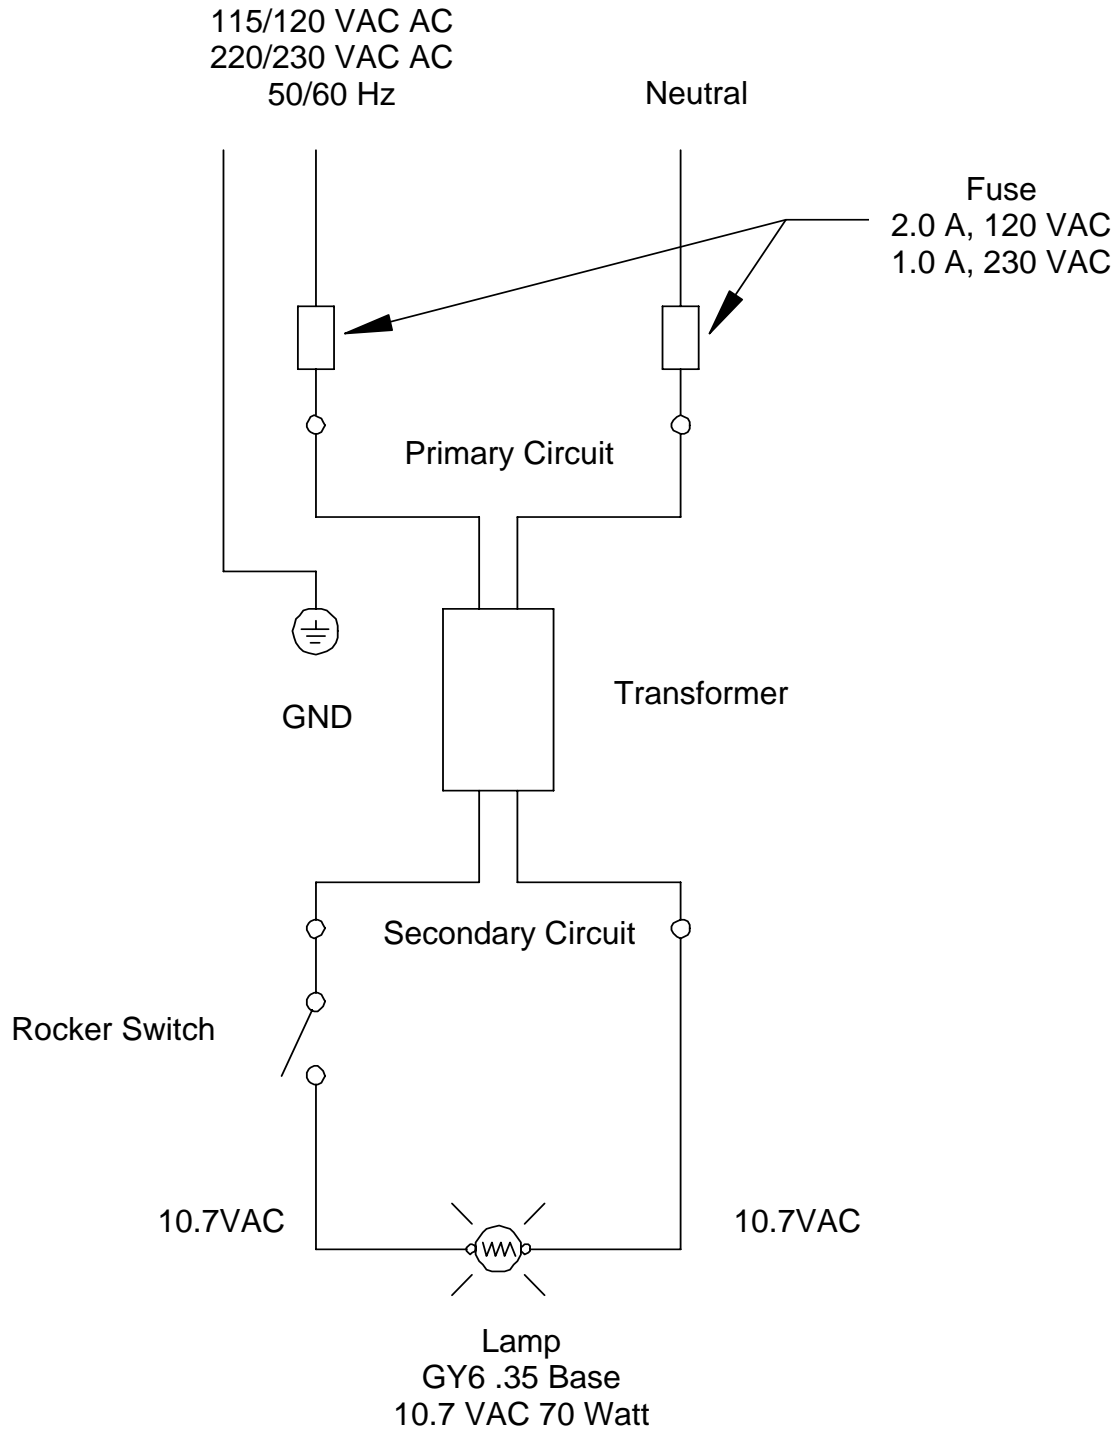 115/120 VAC AC
220/230 VAC AC
50/60 Hz
Neutral
Fuse
2.0 A, 120 VAC
1.0 A, 230 VAC
Primary Circuit
GND
Transformer
Secondary Circuit
Rocker Switch
10.7VAC
10.7VAC
Lamp
GY6 .35 Base
10.7 VAC 70 Watt